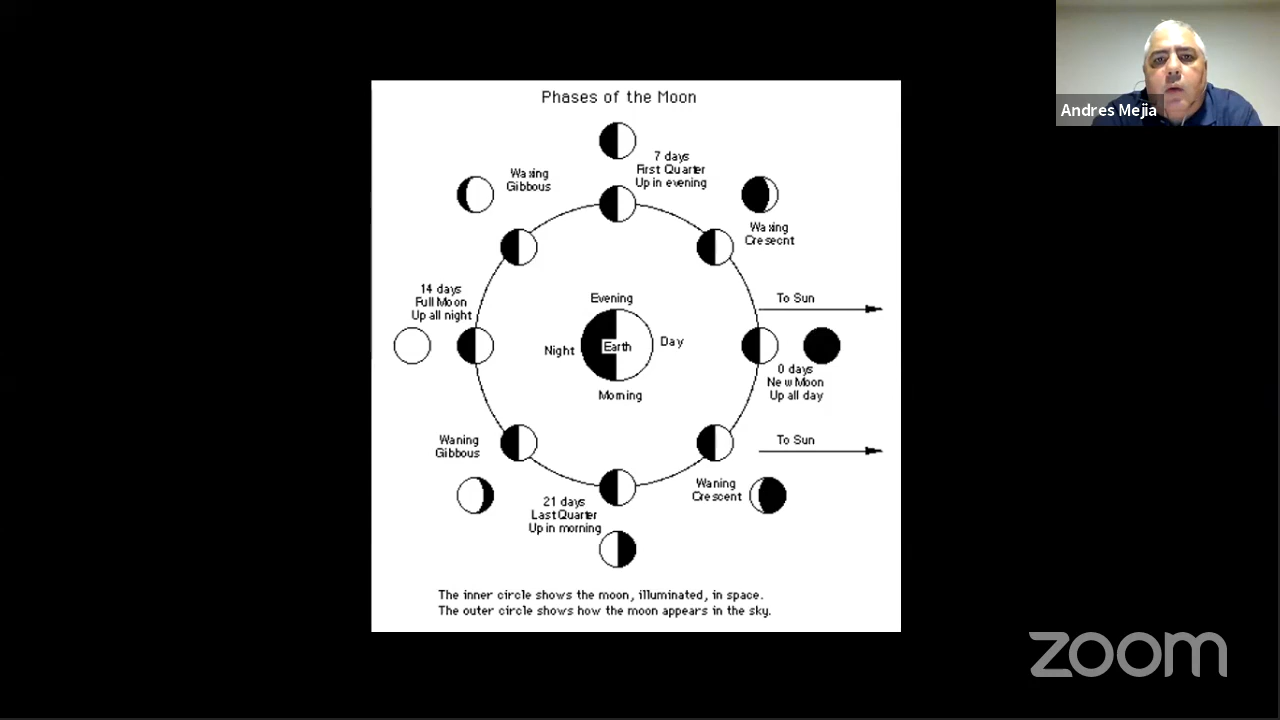 Phases of the Moon
7 days
First Quarter
Up in evening
Waxing
Gibbous
Waxing
Cresecnt
14 days
Full Moon
Up all night
Evening
To Sun
Night
Earth
Day
Morning
0 days
New Moon
Up all day
Waning
Gibbous
To Sun
Waning
Crescent
21 days
Last Quarter
Up in morning
The inner circle shows the moon, illuminated, in space.
The outer circle shows how the moon appears in the sky.
Andres Mejia
zoom